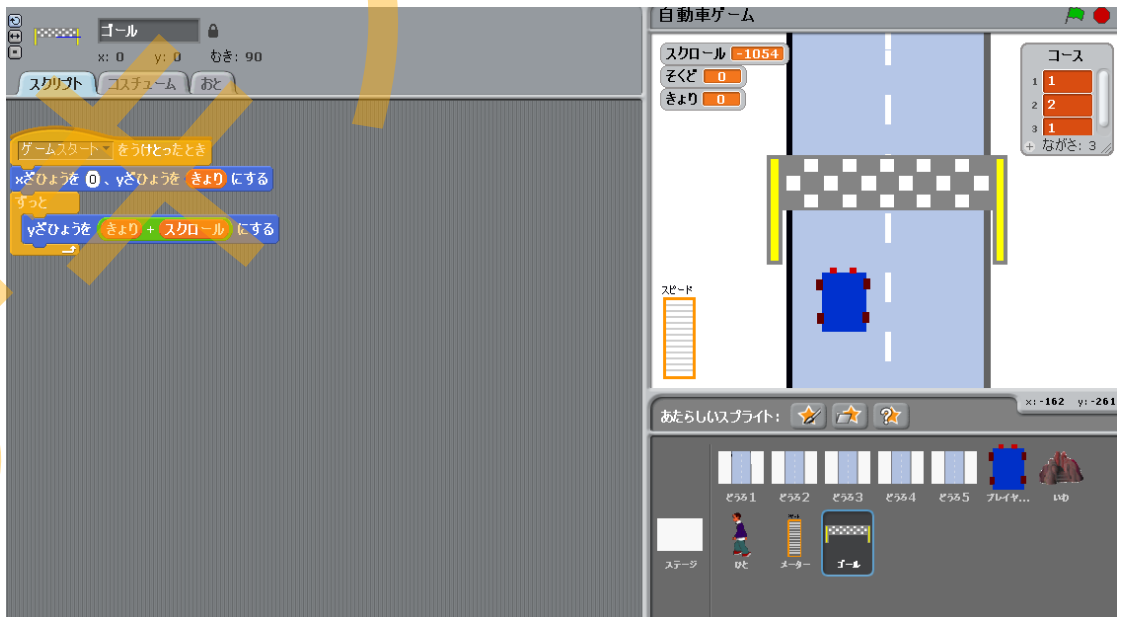 ゴール
x: 0 y: 0 むき: 90
スクリプト コスチューム おと
ゲームスタート をうけとったとき
xざひょうを 0 、yざひょうを きょり にする
ずっと
yざひょうを きょり + スクロール にする
自動車ゲーム
スクロール -1054
そくど 0
きょり 0
コース
1 1
2 2
3 1
+ ながさ: 3
スピード
x: -162 y: -261
あたらしいスプライト:
どうろ1 どうろ2 どうろ3 どうろ4 どうろ5 プレイヤ... いわ
ステージ ひと メーター ゴール